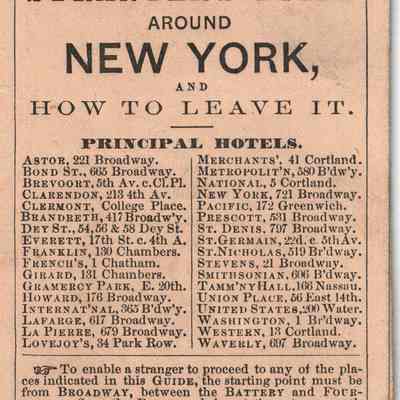 AROUND
NEW YORK,
AND
HOW TO LEAVE IT.
PRINCIPAL HOTELS.
ASTOR, 221 Broadway.
BOND ST., 665 Broadway.
BREVOORT, 5th Av. c.Cl.Pl.
CLARENDON, 213 4th Av.
CLERMONT, College Place.
BRANDRETH, 417 Broadw'y.
DEY ST., 54, 56 & 58 Dey St.
EVERETT, 17th St. c. 4th A.
FRANKLIN, 130 Chambers.
FRENCH'S, 1 Chatham.
GIRARD, 131 Chambers.
GRAMERCY PARK, E. 20th.
HOWARD, 176 Broadway.
INTERNAT'NAL, 365 B'dw'y.
LAFARGE, 617 Broadway.
LA PIERRE, 679 Broadway.
LOVEJOY'S, 34 Park Row.
MERCHANTS', 41 Cortland.
METROPOLIT'N, 580 B'dw'y.
NATIONAL, 5 Cortland.
NEW YORK, 721 Broadway.
PACIFIC, 172 Greenwich.
PRESCOTT, 531 Broadway.
ST. DENIS, 797 Broadway.
ST. GERMAIN, 22d. c. 5th Av.
ST. NICHOLAS, 519 Br'dway.
STEVENS, 21 Broadway.
SMITHSONIAN, 606 B'dway.
TAMM'NY HALL, 166 Nassau.
UNION PLACE, 56 East 14th.
UNITED STATES, 200 Water.
WASHINGTON, 1 Br'dway.
WESTERN, 13 Cortland.
WAVERLY, 697 Broadway.
☞ To enable a stranger to proceed to any of the pla-
ces indicated in this GUIDE, the starting point must be
from BROADWAY, between the BATTERY and FOUR-